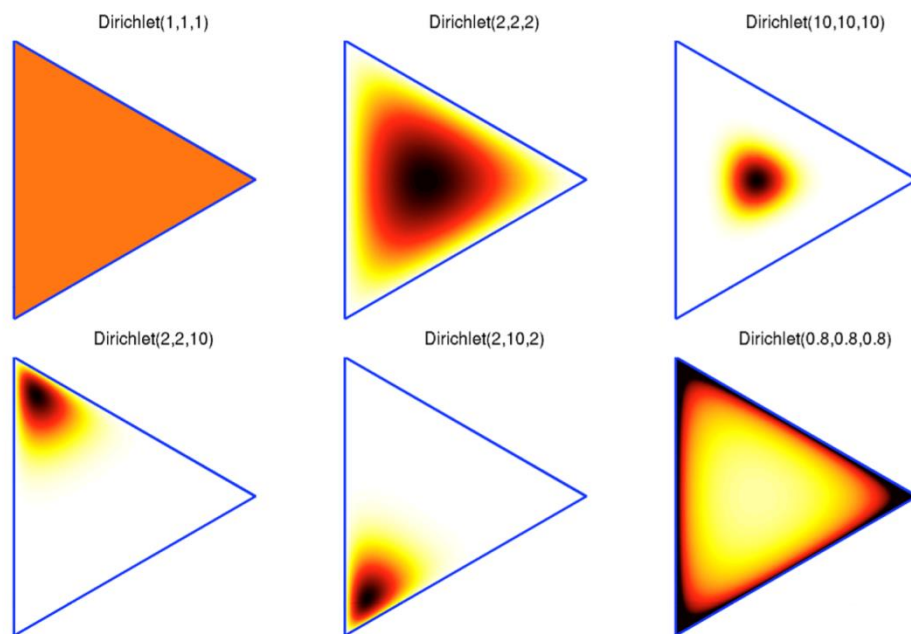 Dirichlet(1,1,1)
Dirichlet(2,2,2)
Dirichlet(10,10,10)
Dirichlet(2,2,10)
Dirichlet(2,10,2)
Dirichlet(0.8,0.8,0.8)